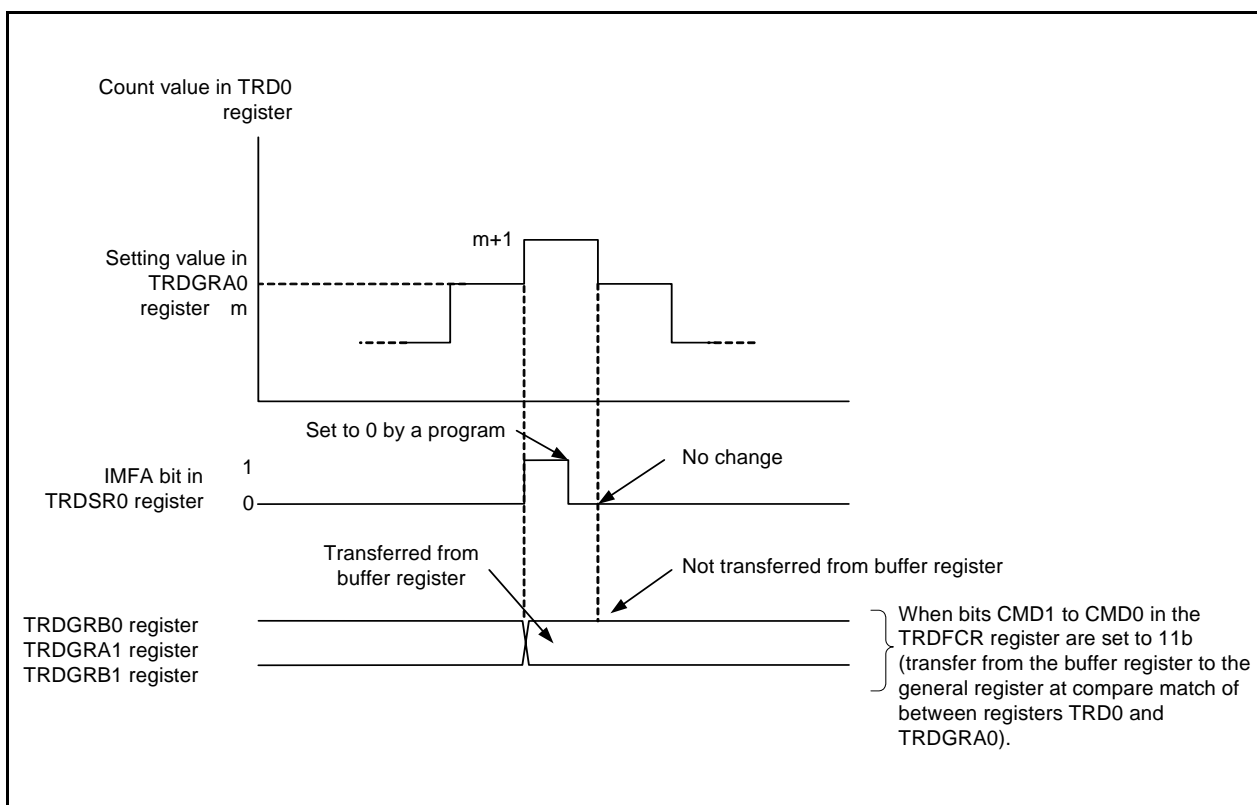 Count value in TRD0
register
m+1
Setting value in
TRDGRA0
register m
Set to 0 by a program
No change
IMFA bit in
TRDSR0 register
1
0
Transferred from
buffer register
Not transferred from buffer register
TRDGRB0 register
TRDGRA1 register
TRDGRB1 register
When bits CMD1 to CMD0 in the
TRDFCR register are set to 11b
(transfer from the buffer register to the
general register at compare match of
between registers TRD0 and
TRDGRA0).